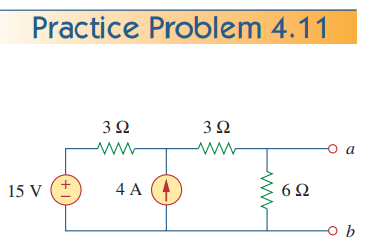 Practice Problem 4.11
3 Ω 3 Ω
a
15 V + − 4 A 6 Ω
b